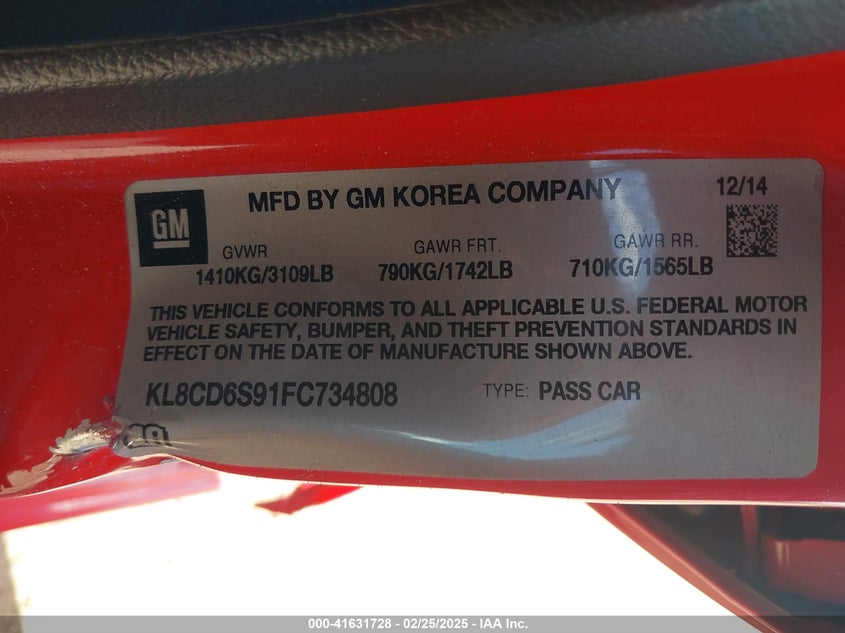 GM
MFD BY GM KOREA COMPANY
12/14
GVWR
GAWR FRT.
GAWR RR.
1410KG/3109LB
790KG/1742LB
710KG/1565LB
THIS VEHICLE CONFORMS TO ALL APPLICABLE U.S. FEDERAL MOTOR
VEHICLE SAFETY, BUMPER, AND THEFT PREVENTION STANDARDS IN
EFFECT ON THE DATE OF MANUFACTURE SHOWN ABOVE.
KL8CD6S91FC734808
TYPE: PASS CAR
000-41631728 - 02/25/2025 - IAA Inc.